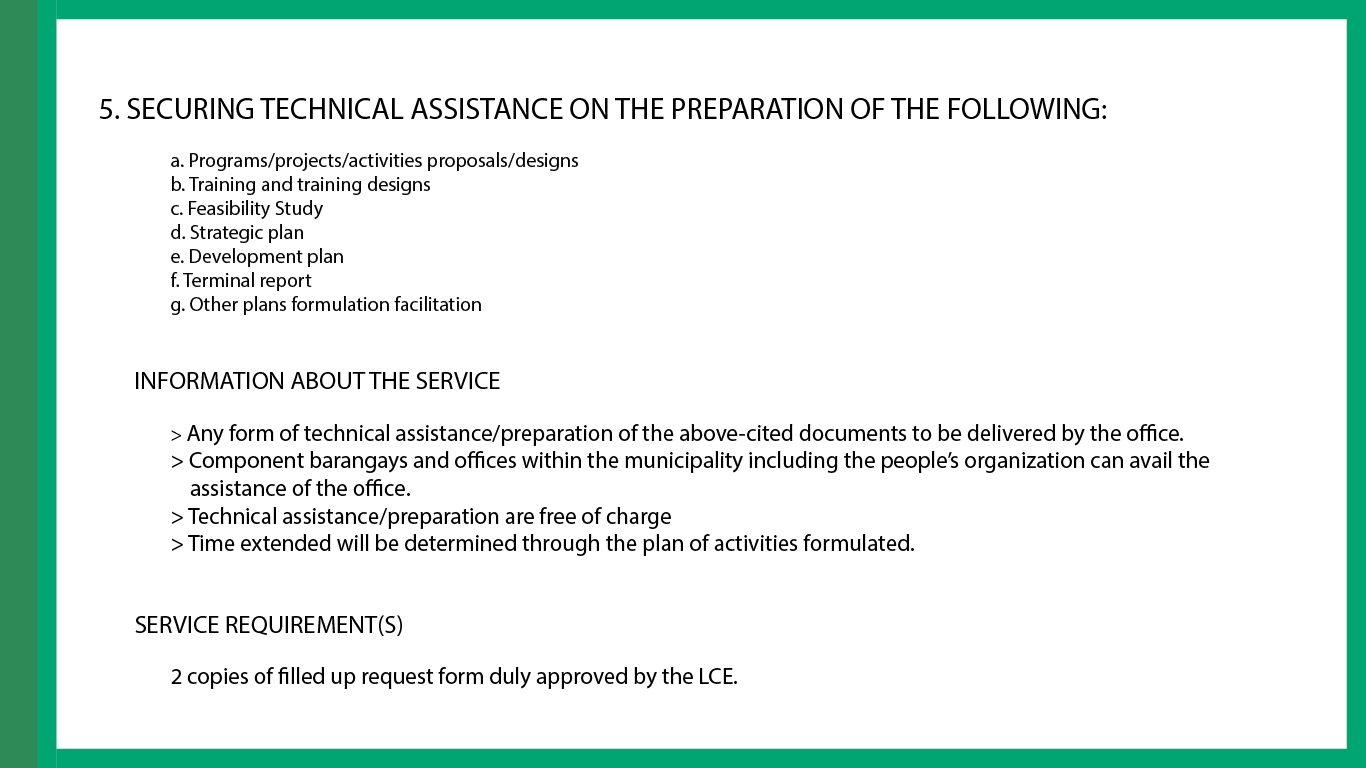 5. SECURING TECHNICAL ASSISTANCE ON THE PREPARATION OF THE FOLLOWING:
a. Programs/projects/activities proposals/designs
b. Training and training designs
c. Feasibility Study
d. Strategic plan
e. Development plan
f. Terminal report
g. Other plans formulation facilitation
INFORMATION ABOUT THE SERVICE
> Any form of technical assistance/preparation of the above-cited documents to be delivered by the office.
> Component barangays and offices within the municipality including the people’s organization can avail the
assistance of the office.
> Technical assistance/preparation are free of charge
> Time extended will be determined through the plan of activities formulated.
SERVICE REQUIREMENT(S)
2 copies of filled up request form duly approved by the LCE.